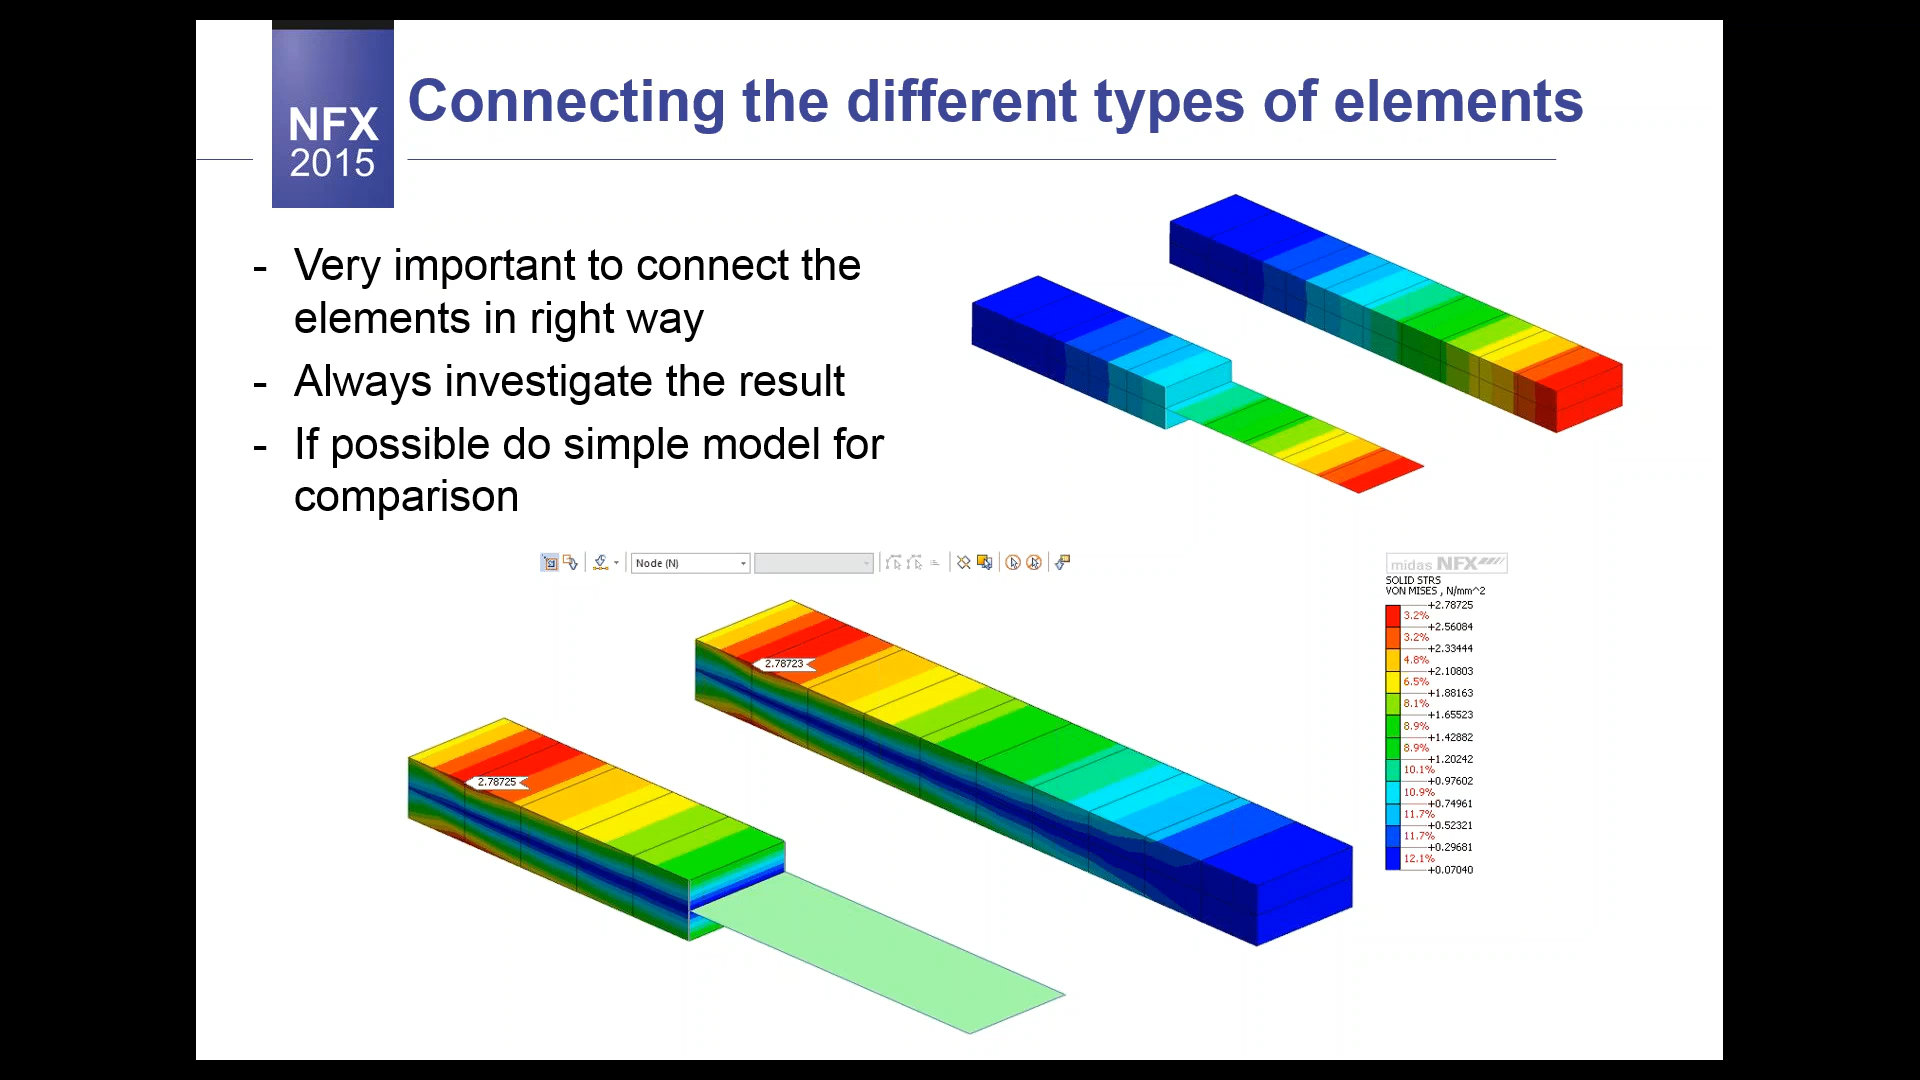 NFX
2015
Connecting the different types of elements
- Very important to connect the
elements in right way
- Always investigate the result
- If possible do simple model for
comparison
Node (N)
midas NFX
SOLID STRS
VON MISES , N/mm^2
+2.78725
3.2%
+2.56084
3.2%
+2.33444
4.8%
+2.10803
6.5%
+1.88163
8.1%
+1.65523
8.9%
+1.42882
8.9%
+1.20242
10.1%
+0.97602
10.9%
+0.74961
11.7%
+0.52321
11.7%
+0.29681
12.1%
+0.07040
2.78723
2.78725